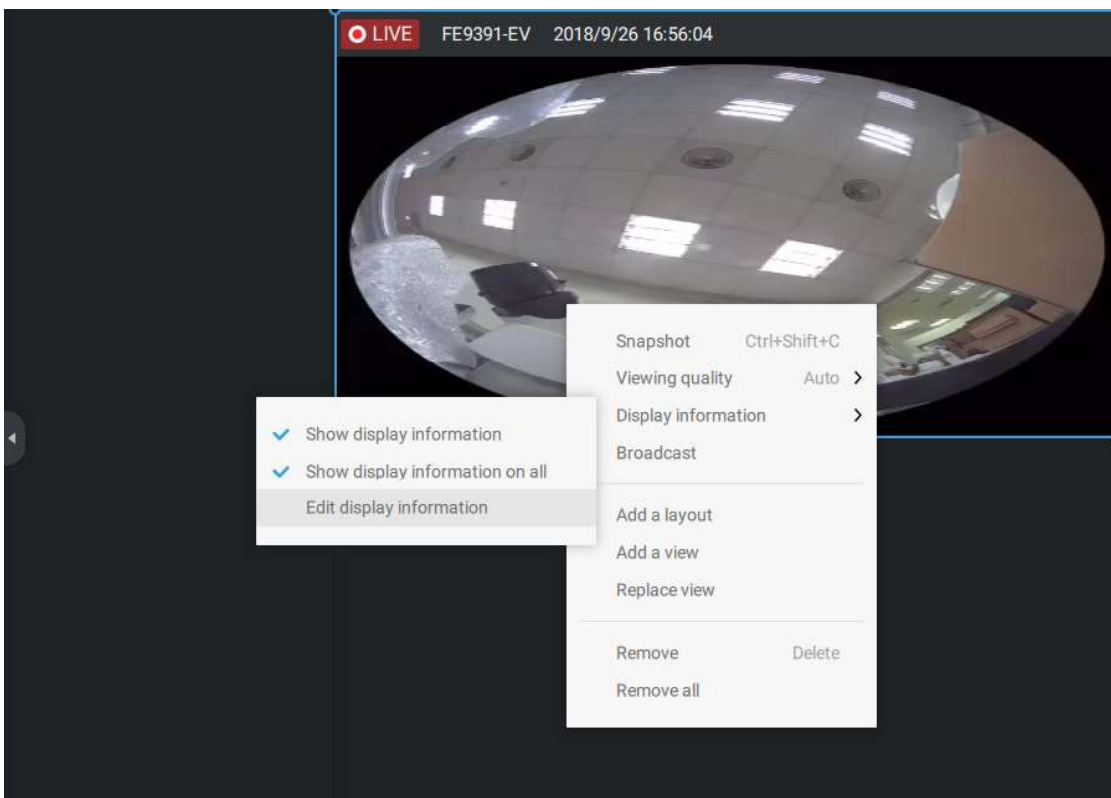 LIVE FE9391-EV 2018/9/26 16:56:04
Snapshot Ctrl+Shift+C
Viewing quality Auto
Display information
Broadcast
Add a layout
Add a view
Replace view
Remove Delete
Remove all
Show display information
Show display information on all
Edit display information